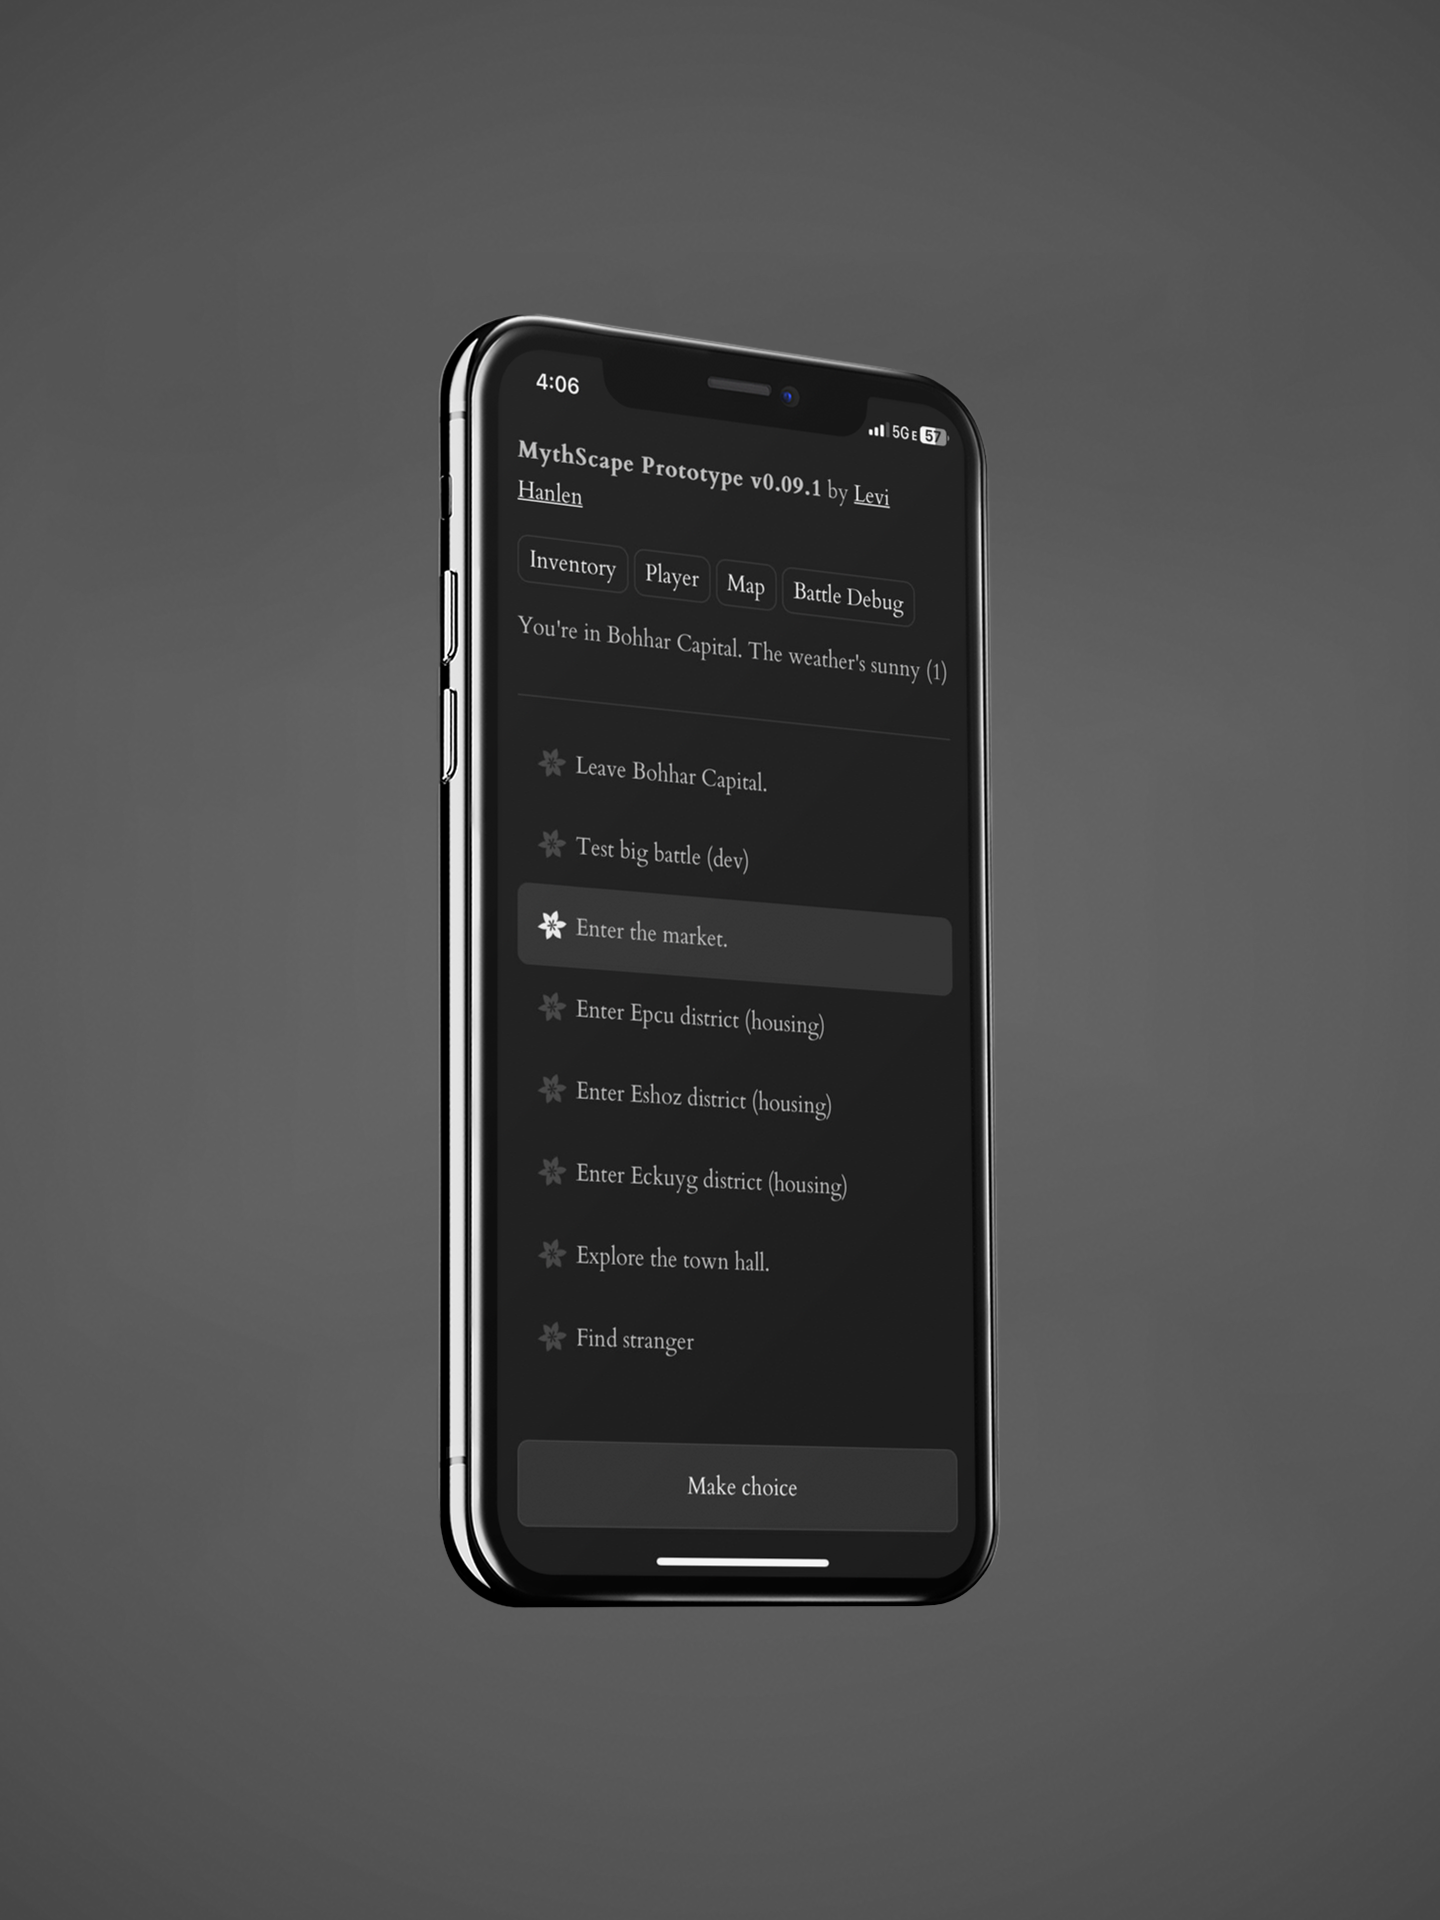 4:06
5GE 57
MythScape Prototype v0.09.1 by Levi
Hanlen
Inventory Player Map Battle Debug
You're in Bohhar Capital. The weather's sunny (1)
Leave Bohhar Capital.
Test big battle (dev)
Enter the market.
Enter Epcu district (housing)
Enter Eshoz district (housing)
Enter Eckuyg district (housing)
Explore the town hall.
Find stranger
Make choice